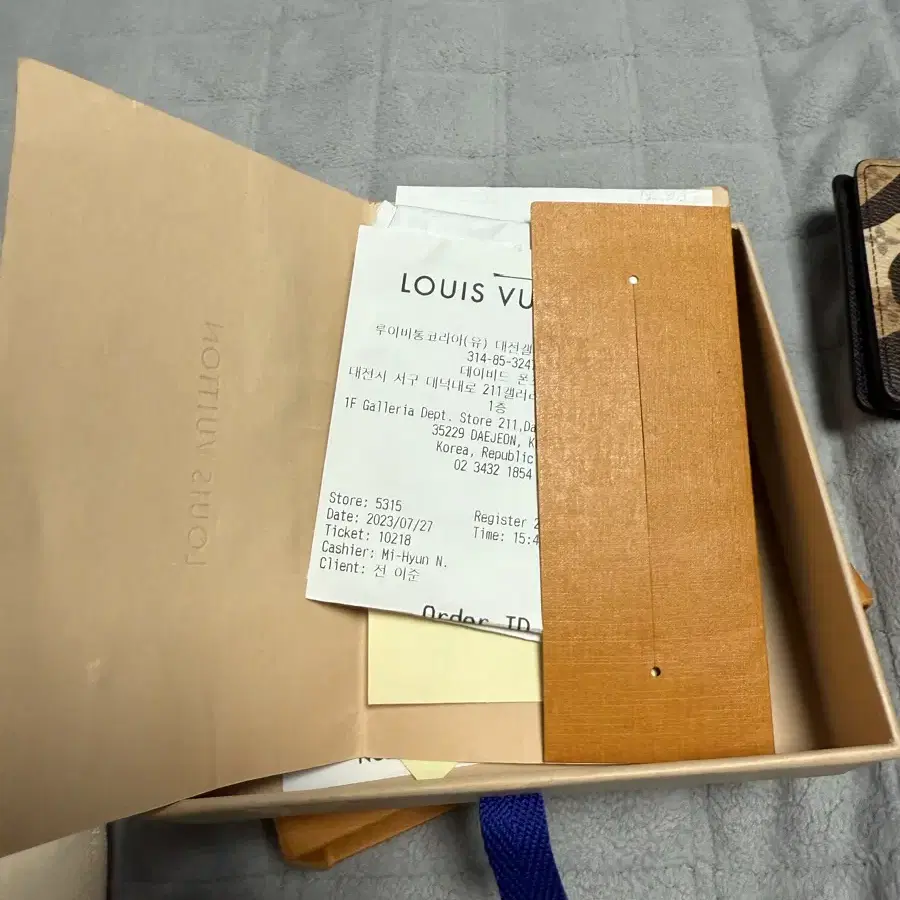 LOUIS VUITTON
LOUIS VU
루이비통코리아(유) 대전갤
314-85-324
데이비드 폰
대전시 서구 대덕대로 211갤러리
1층
1F Galleria Dept. Store 211,Da
35229 DAEJEON, K
Korea, Republic
02 3432 1854
Store: 5315
Register 2
Date: 2023/07/27
Time: 15:4
Ticket: 10218
Cashier: Mi-Hyun N.
Client: 전 이준
Order ID